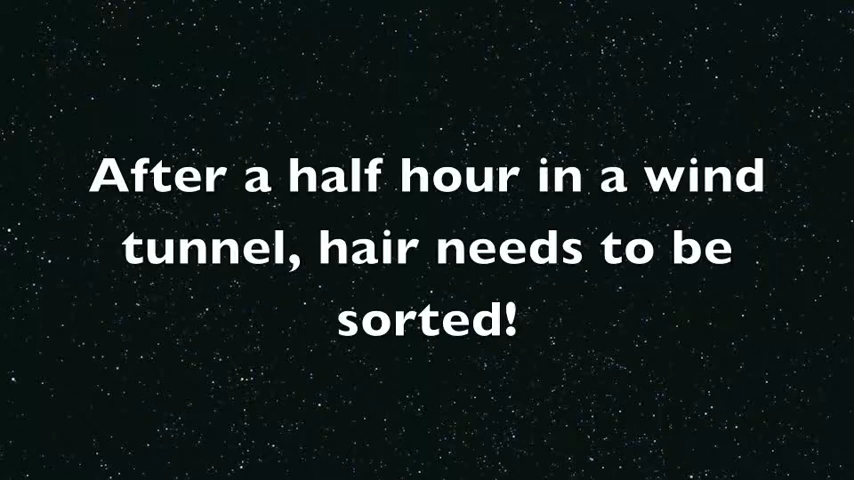 After a half hour in a wind
tunnel, hair needs to be
sorted!